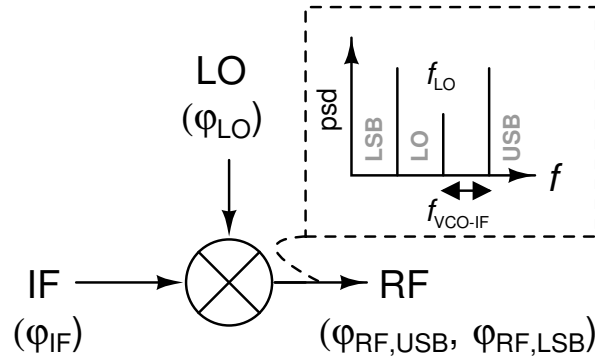 LO
(φLO)
psd
LSB
LO
USB
fLO
f
fVCO-IF
IF
(φIF)
RF
(φRF,USB, φRF,LSB)